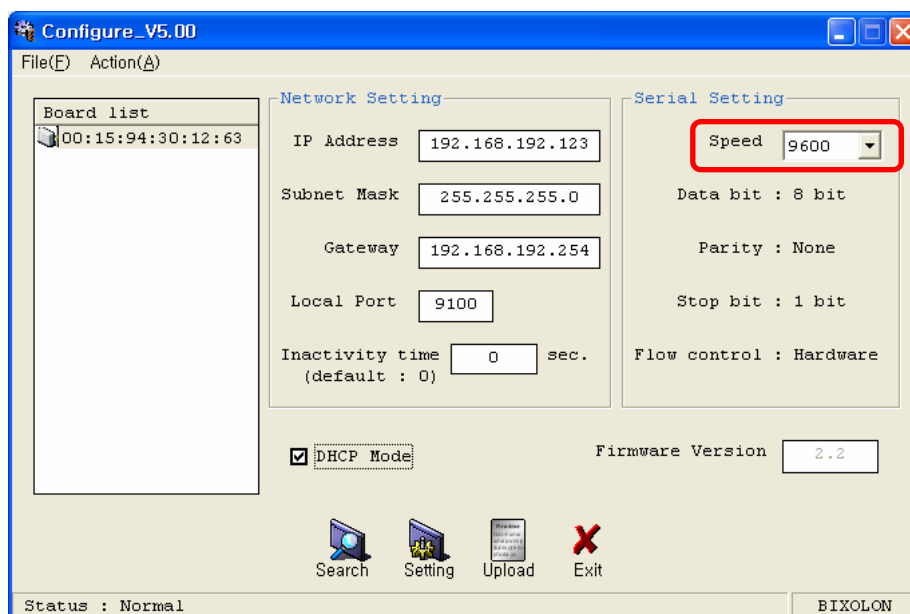 Configure_V5.00
File(F) Action(A)
Board list
00:15:94:30:12:63
Network Setting
IP Address 192.168.192.123
Subnet Mask 255.255.255.0
Gateway 192.168.192.254
Local Port 9100
Inactivity time 0 sec.
(default : 0)
Serial Setting
Speed 9600
Data bit : 8 bit
Parity : None
Stop bit : 1 bit
Flow control : Hardware
DHCP Mode
Firmware Version 2.2
Search Setting Upload Exit
Status : Normal
BIXOLON